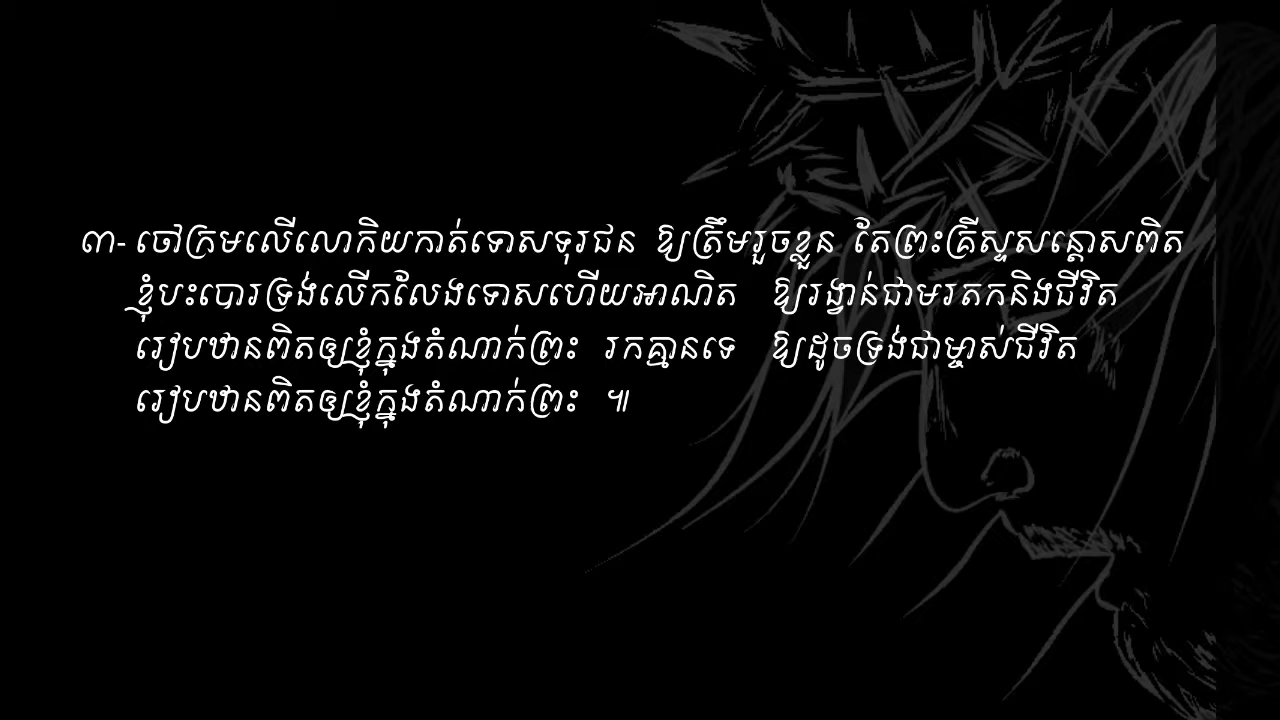 ៣- ចៅក្រមលើលោកិយកាត់ទោសទុរជន ឱ្យត្រឹមរួចខ្លួន តែព្រះគ្រីស្ទសន្តោសពិត
ខ្ញុំបះបោរទ្រង់លើកលែងទោសហើយអាណិត ឱ្យរង្វាន់ជាមរតកនិងជីវិត
រៀបឋានពិតឲ្យខ្ញុំក្នុងតំណាក់ព្រះ រកគ្មានទេ ឱ្យដូចទ្រង់ជាម្ចាស់ជីវិត
រៀបឋានពិតឲ្យខ្ញុំក្នុងតំណាក់ព្រះ ៕